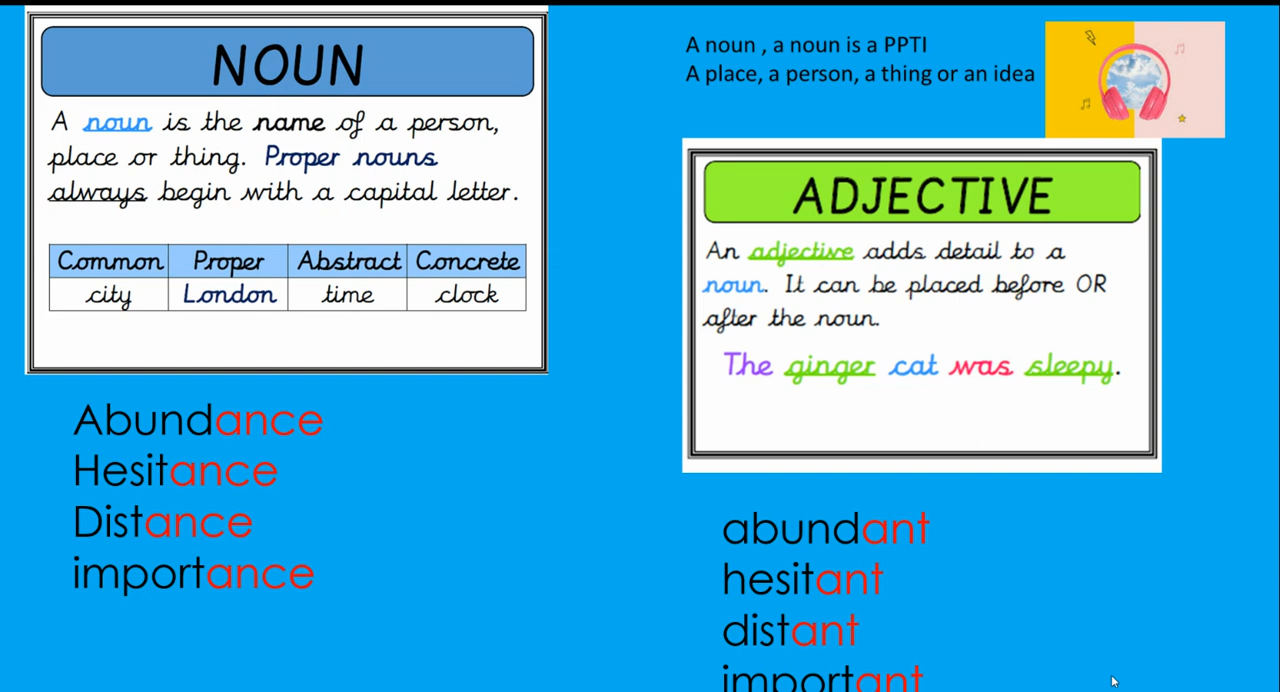 NOUN
A noun is the name of a person,
place or thing. Proper nouns
always begin with a capital letter.
Common Proper Abstract Concrete
city London time clock
Abundance
Hesitance
Distance
importance
A noun , a noun is a PPTI
A place, a person, a thing or an idea
ADJECTIVE
An adjective adds detail to a
noun. It can be placed before OR
after the noun.
The ginger cat was sleepy.
abundant
hesitant
distant
important